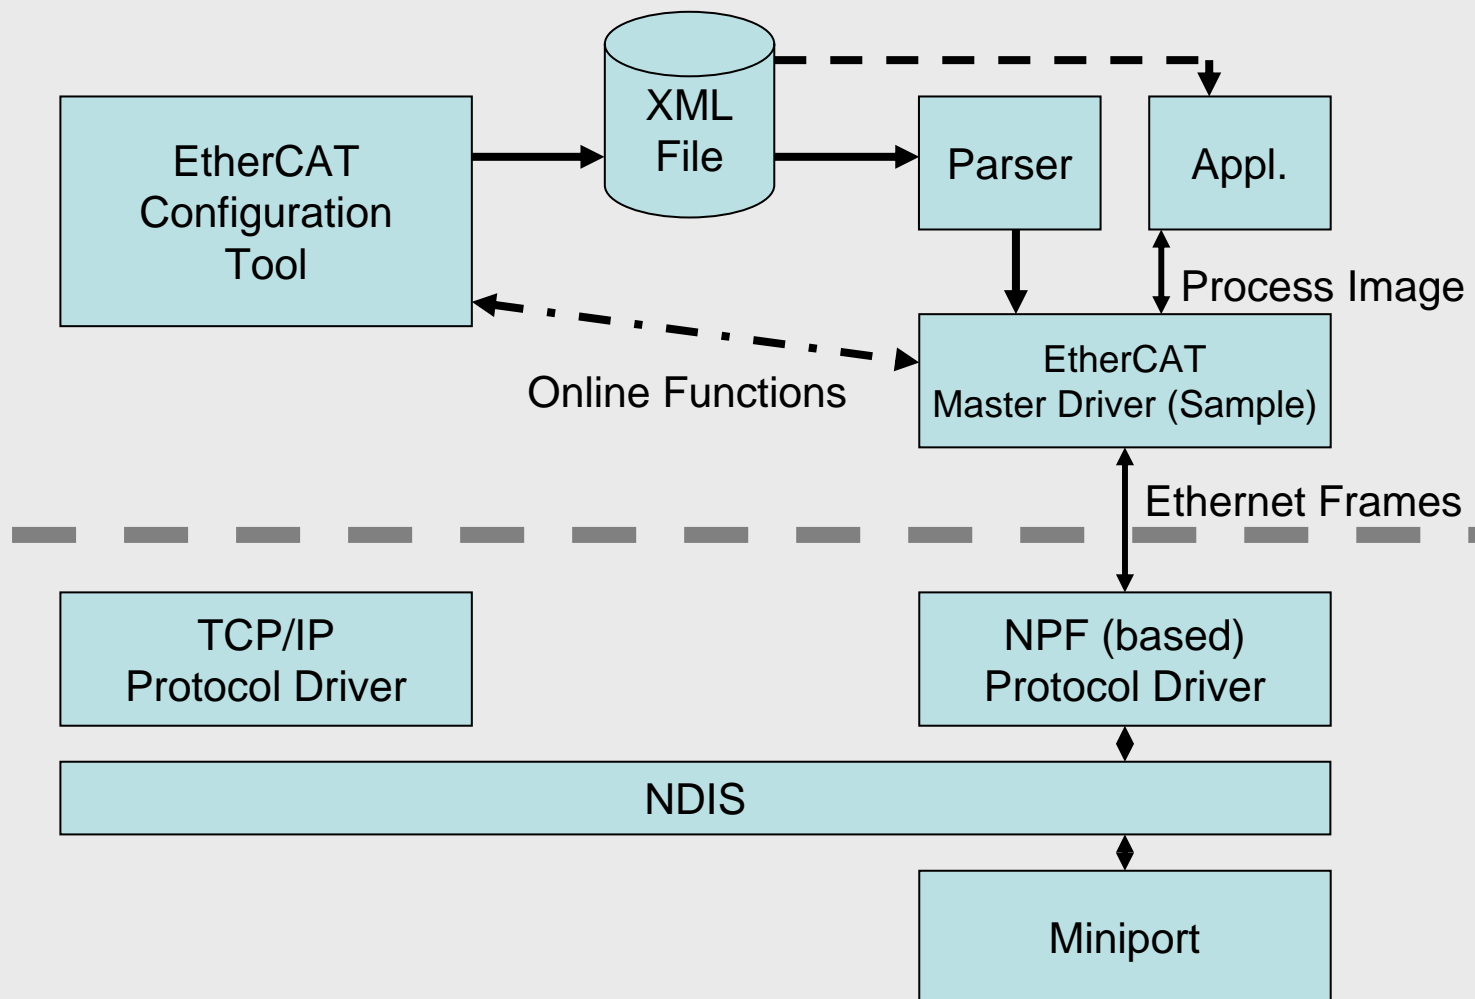 XML
File
EtherCAT
Configuration
Tool
Parser
Appl.
Process Image
EtherCAT
Master Driver (Sample)
Online Functions
Ethernet Frames
TCP/IP
Protocol Driver
NPF (based)
Protocol Driver
NDIS
Miniport